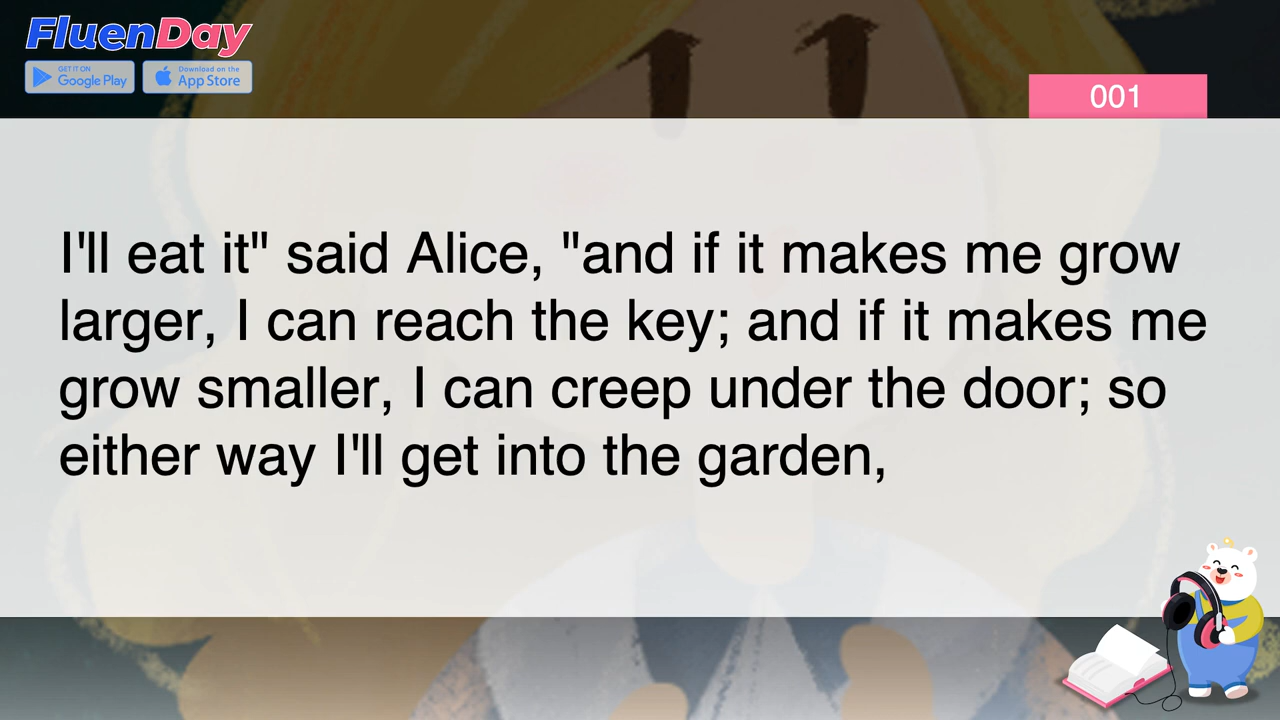 FluenDay
GET IT ON
Google Play
Download on the
App Store
001
I'll eat it" said Alice, "and if it makes me grow
larger, I can reach the key; and if it makes me
grow smaller, I can creep under the door; so
either way I'll get into the garden,